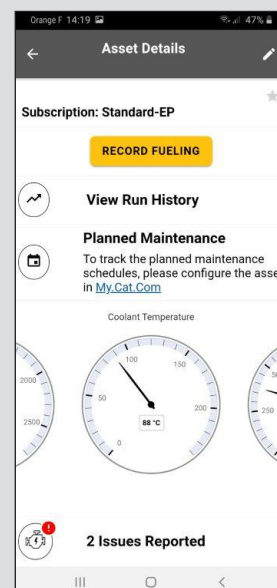 Orange F 14:19 47%
Asset Details
Subscription: Standard-EP
RECORD FUELING
View Run History
Planned Maintenance
To track the planned maintenance
schedules, please configure the asse
in My.Cat.Com
Coolant Temperature
2000
2500
0
50
100
150
200
88 °C
50
250
2 Issues Reported